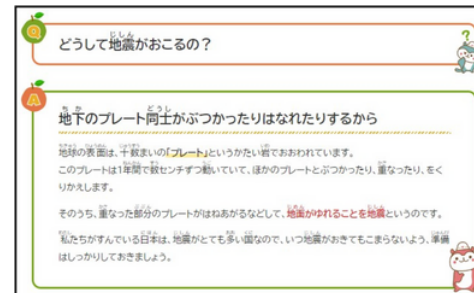 Q
どうして地震がおこるの？
A
地下のプレート同士がぶつかったりはなれたりするから
地球の表面は、十数まいの「プレート」というかたい岩でおおわれています。
このプレートは1年間で数センチずつ動いていて、ほかのプレートとぶつかったり、重なったり、をく
りかえします。
そのうち、重なった部分のプレートがはねあがるなどして、地面がゆれることを地震というのです。
私たちがすんでいる日本は、地震がとても多い国なので、いつ地震がおきてもこまらないよう、準備
はしっかりしておきましょう。